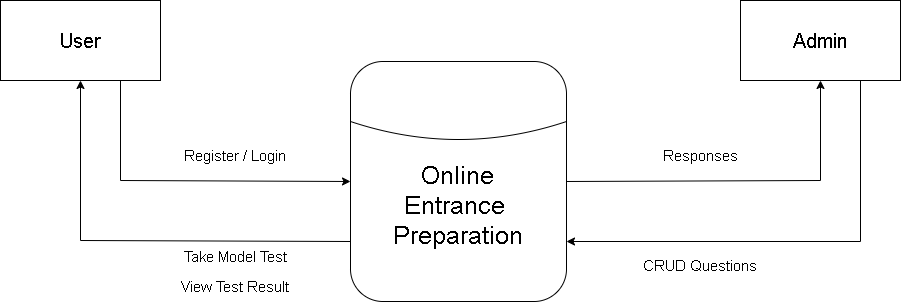 User
Admin
Register / Login
Responses
Online
Entrance
Preparation
Take Model Test
View Test Result
CRUD Questions